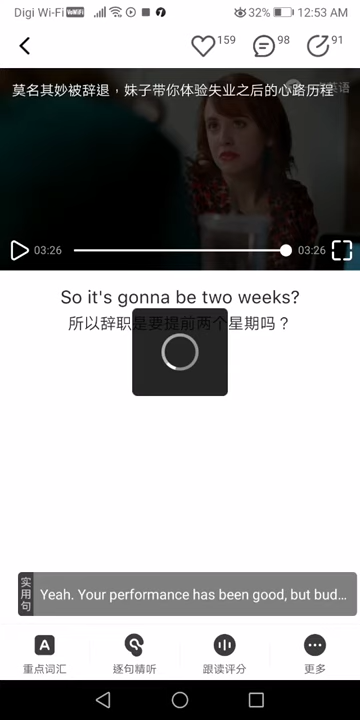 Digi Wi-Fi VoWiFi 32% 12:53 AM
159 98 91
莫名其妙被辞退，妹子带你体验失业之后的心路历程
英语
03:26 03:26
So it's gonna be two weeks?
所以辞职是要提前两个星期吗？
实用句
Yeah. Your performance has been good, but bud...
A
重点词汇 逐句精听 跟读评分 更多